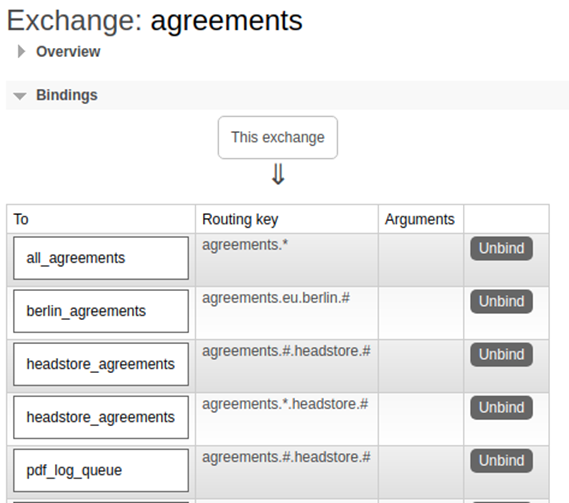 Exchange: agreements
Overview
Bindings
This exchange
To Routing key Arguments
all_agreements agreements.* Unbind
berlin_agreements agreements.eu.berlin.# Unbind
headstore_agreements agreements.#.headstore.# Unbind
headstore_agreements agreements.*.headstore.# Unbind
pdf_log_queue agreements.#.headstore.# Unbind